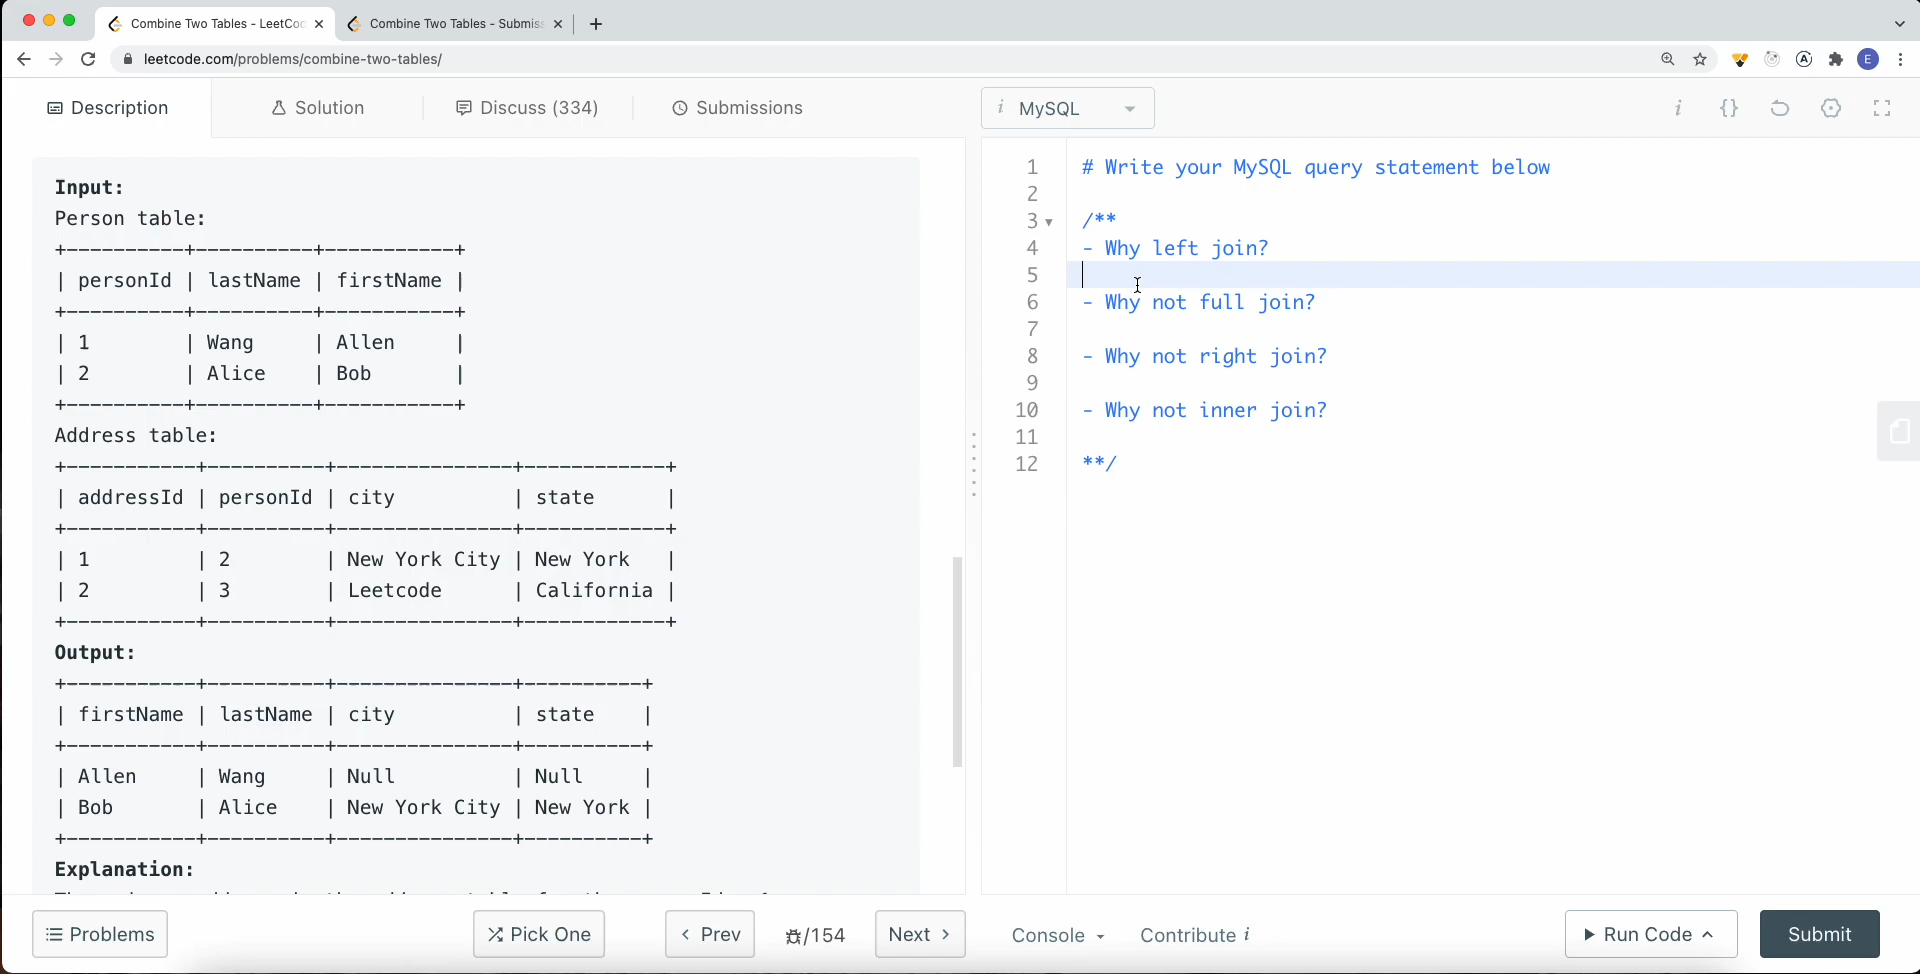 Combine Two Tables - LeetCo
Combine Two Tables - Submiss
leetcode.com/problems/combine-two-tables/
E
Description
Solution
Discuss (334)
Submissions
i MySQL
i {}
Input:
Person table:
+----------+----------+-----------+
| personId | lastName | firstName |
+----------+----------+-----------+
| 1 | Wang | Allen |
| 2 | Alice | Bob |
+----------+----------+-----------+
Address table:
+-----------+----------+---------------+------------+
| addressId | personId | city | state |
+-----------+----------+---------------+------------+
| 1 | 2 | New York City | New York |
| 2 | 3 | Leetcode | California |
+-----------+----------+---------------+------------+
Output:
+-----------+----------+---------------+----------+
| firstName | lastName | city | state |
+-----------+----------+---------------+----------+
| Allen | Wang | Null | Null |
| Bob | Alice | New York City | New York |
+-----------+----------+---------------+----------+
Explanation:
1 # Write your MySQL query statement below
2
3 /**
4 - Why left join?
5
6 - Why not full join?
7
8 - Why not right join?
9
10 - Why not inner join?
11
12 **/
Problems
Pick One
Prev
/154
Next
Console
Contribute i
Run Code
Submit